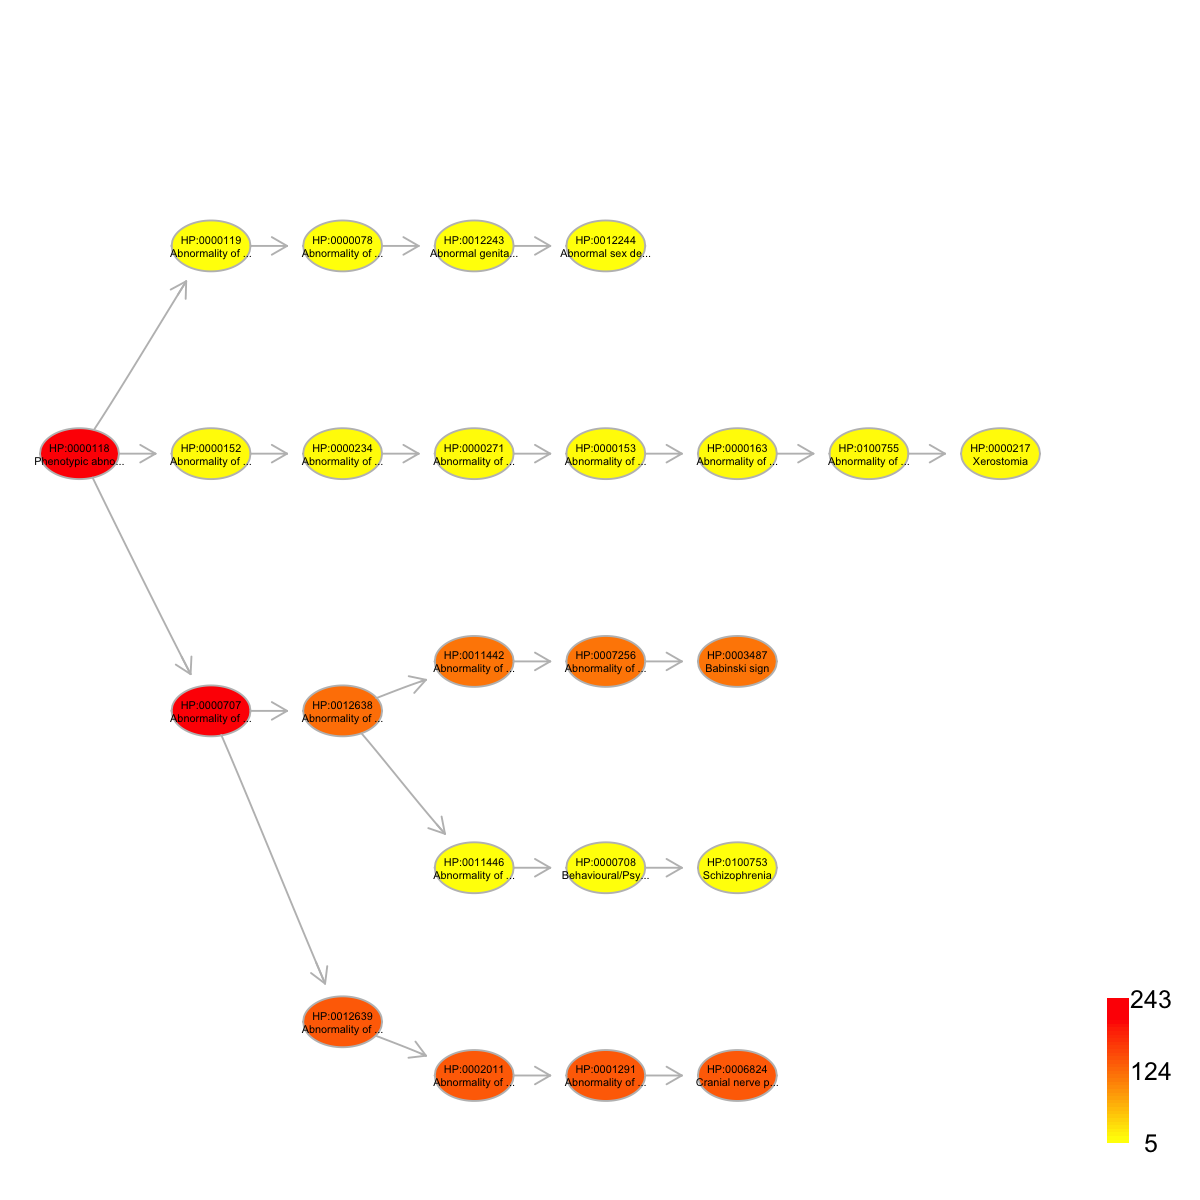 HP:0000119
Abnormality of ...
HP:0000078
Abnormality of ...
HP:0012243
Abnormal genita...
HP:0012244
Abnormal sex de...
HP:0000118
Phenotypic abno...
HP:0000152
Abnormality of ...
HP:0000234
Abnormality of ...
HP:0000271
Abnormality of ...
HP:0000153
Abnormality of ...
HP:0000163
Abnormality of ...
HP:0100755
Abnormality of ...
HP:0000217
Xerostomia
HP:0011442
Abnormality of ...
HP:0007256
Abnormality of ...
HP:0003487
Babinski sign
HP:0000707
Abnormality of ...
HP:0012638
Abnormality of ...
HP:0011446
Abnormality of ...
HP:0000708
Behavioural/Psy...
HP:0100753
Schizophrenia
HP:0012639
Abnormality of ...
HP:0002011
Abnormality of ...
HP:0001291
Abnormality of ...
HP:0006824
Cranial nerve p...
243
124
5